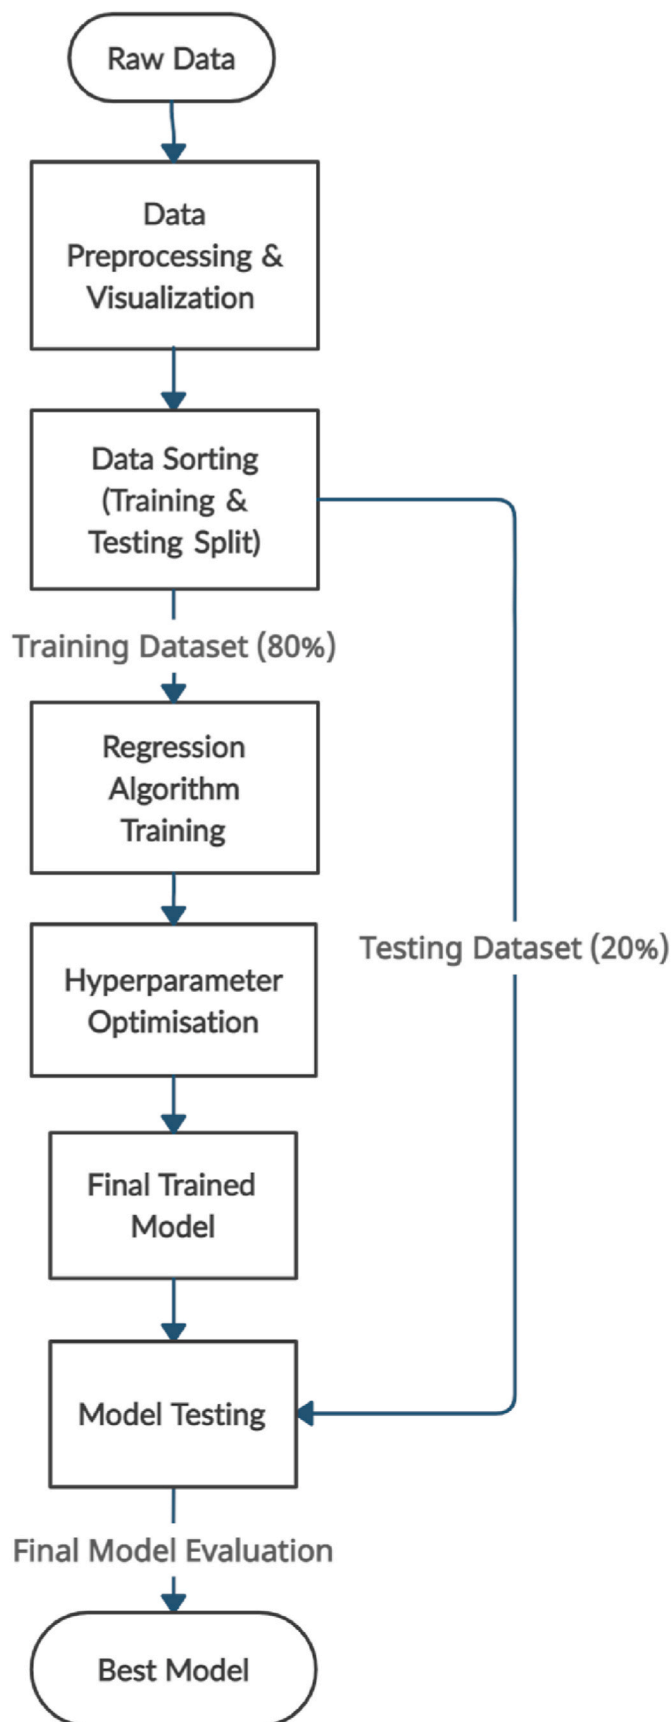 Raw Data
Data
Preprocessing &
Visualization
Data Sorting
(Training &
Testing Split)
Training Dataset (80%)
Regression
Algorithm
Training
Testing Dataset (20%)
Hyperparameter
Optimisation
Final Trained
Model
Model Testing
Final Model Evaluation
Best Model